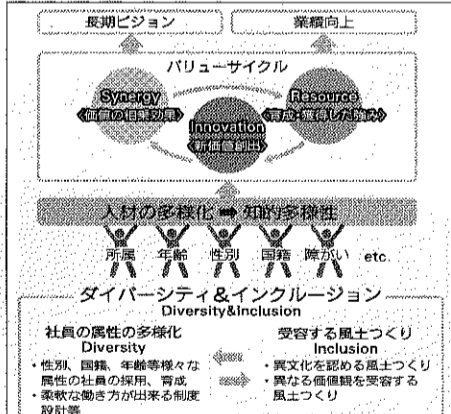 長期ビジョン
業績向上
バリューサイクル
Synergy
〈価値の相乗効果〉
Resource
〈育成・獲得した強み〉
Innovation
〈新価値創出〉
人材の多様化 ➡ 知的多様性
所属 年齢 性別 国籍 障がい etc.
ダイバーシティ&インクルージョン
Diversity&Inclusion
社員の属性の多様化
Diversity
・性別、国籍、年齢等様々な
属性の社員の採用、育成
・柔軟な働き方が出来る制度
設計等
受容する風土つくり
Inclusion
・異文化を認める風土つくり
・異なる価値観を受容する
風土つくり